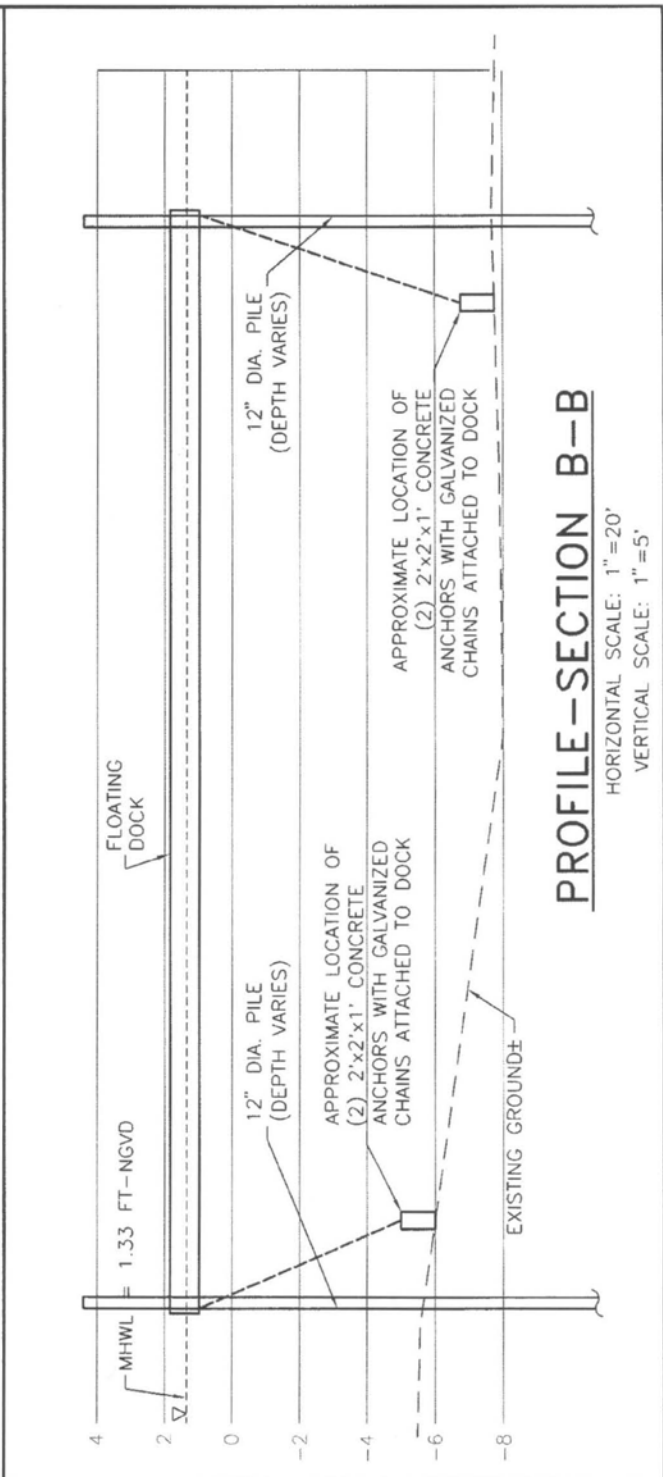 MHWL = 1.33 FT-NGVD
FLOATING
DOCK
4
2
0
-2
-4
-6
-8
12" DIA. PILE
(DEPTH VARIES)
APPROXIMATE LOCATION OF
(2) 2'x2'x1' CONCRETE
ANCHORS WITH GALVANIZED
CHAINS ATTACHED TO DOCK
EXISTING GROUND±
12" DIA. PILE
(DEPTH VARIES)
APPROXIMATE LOCATION OF
(2) 2'x2'x1' CONCRETE
ANCHORS WITH GALVANIZED
CHAINS ATTACHED TO DOCK
PROFILE-SECTION B-B
HORIZONTAL SCALE: 1"=20'
VERTICAL SCALE: 1"=5'